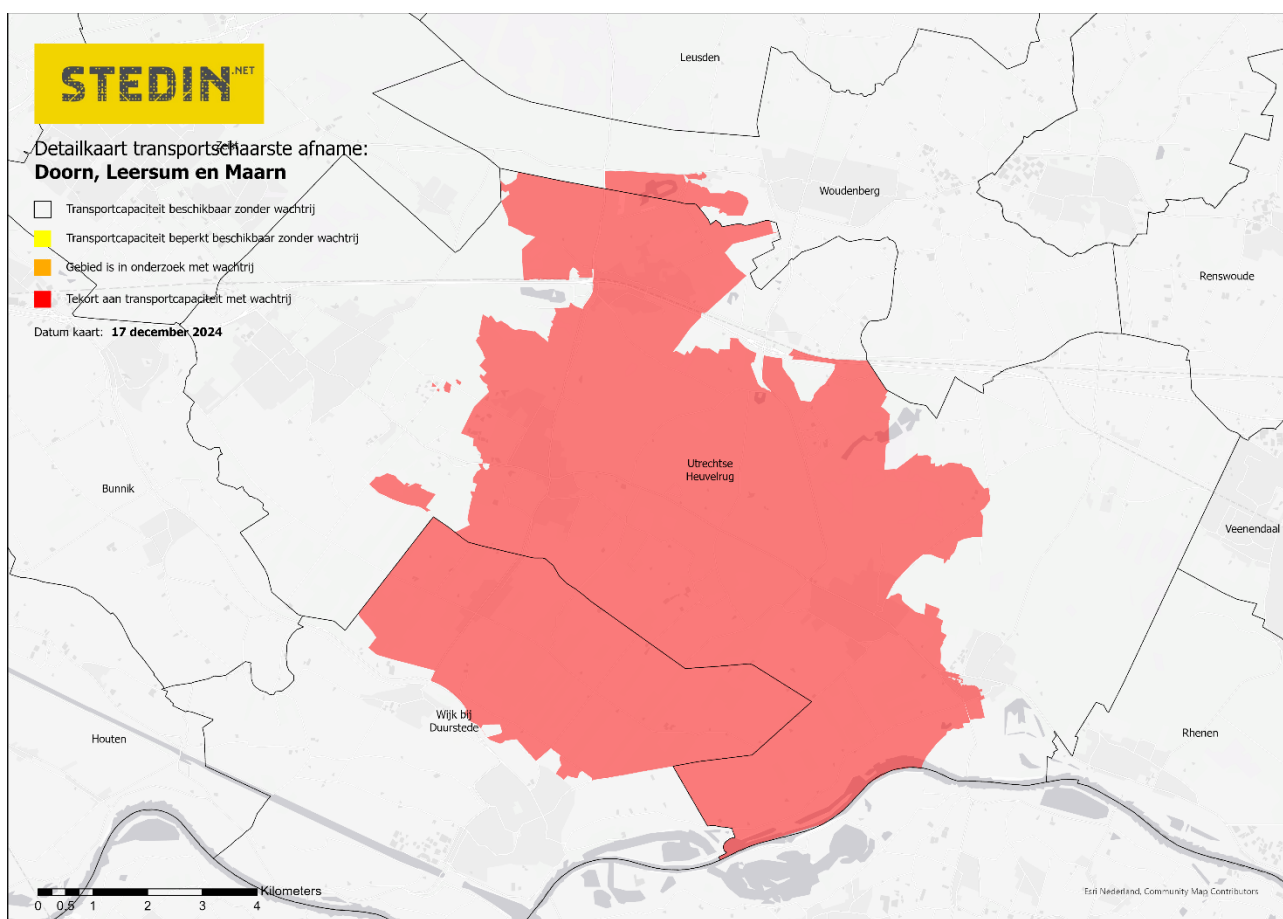 STEDIN.NET
Detailkaart transportschaarste afname:
Doorn, Leersum en Maarn
Transportcapaciteit beschikbaar zonder wachtrij
Transportcapaciteit beperkt beschikbaar zonder wachtrij
Gebied is in onderzoek met wachtrij
Tekort aan transportcapaciteit met wachtrij
Datum kaart: 17 december 2024
Leusden
Zeist
Woudenberg
Renswoude
Utrechtse
Heuvelrug
Bunnik
Veenendaal
Wijk bij
Duurstede
Houten
Rhenen
Kilometers
0 0,5 1 2 3 4
Esri Nederland, Community Map Contributors